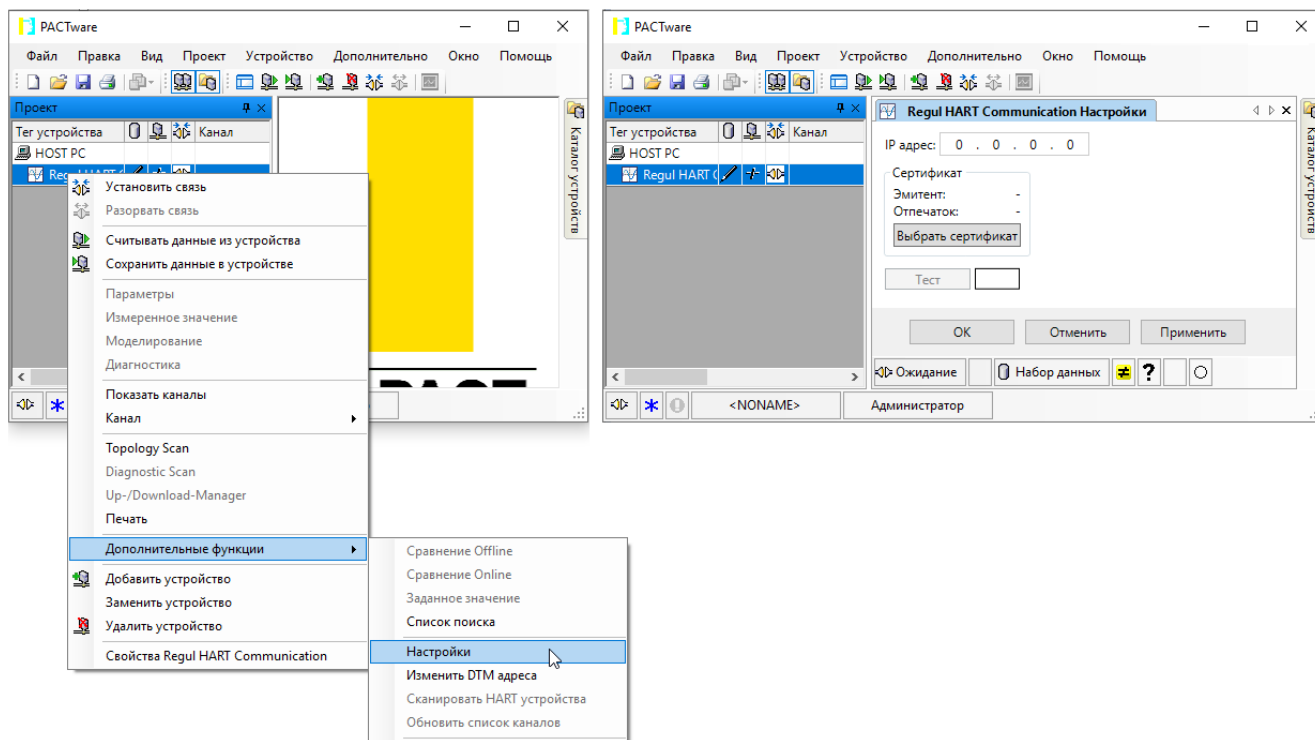 PACTware
Файл Правка Вид Проект Устройство Дополнительно Окно Помощь
Проект
Тег устройства Канал
HOST PC
Каталог устройств
Установить связь
Разорвать связь
Считывать данные из устройства
Сохранить данные в устройстве
Параметры
Измеренное значение
Моделирование
Диагностика
Показать каналы
Канал
Topology Scan
Diagnostic Scan
Up-/Download-Manager
Печать
Дополнительные функции
Добавить устройство
Заменить устройство
Удалить устройство
Свойства Regul HART Communication
Сравнение Offline
Сравнение Online
Заданное значение
Список поиска
Настройки
Изменить DTM адреса
Сканировать HART устройства
Обновить список каналов
PACTware
Файл Правка Вид Проект Устройство Дополнительно Окно Помощь
Проект
Тег устройства Канал
HOST PC
Regul HART (
Regul HART Communication Настройки
IP адрес: 0 . 0 . 0 . 0
Сертификат
Эмитент: -
Отпечаток: -
Выбрать сертификат
Тест
ОК Отменить Применить
Ожидание Набор данных ?
<NONAME> Администратор
Каталог устройств